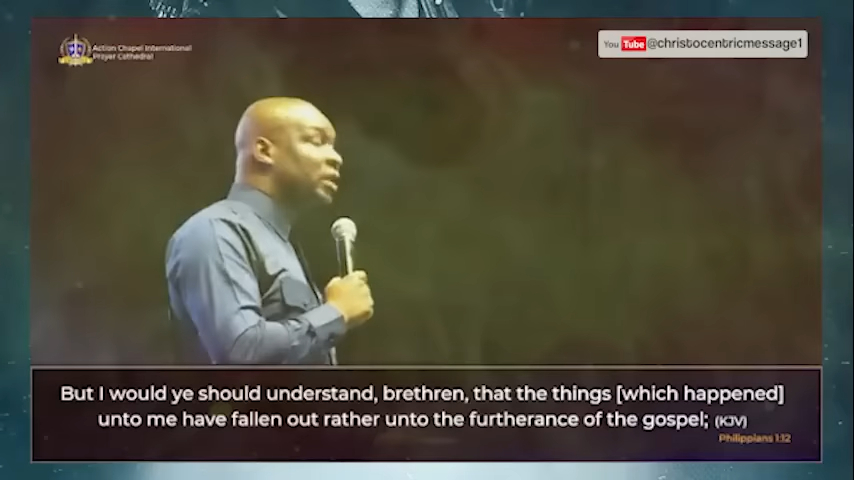 Action Chapel International
Prayer Cathedral
You Tube @christocentricmessage1
But I would ye should understand, brethren, that the things [which happened]
unto me have fallen out rather unto the furtherance of the gospel; (KJV)
Philippians 1:12